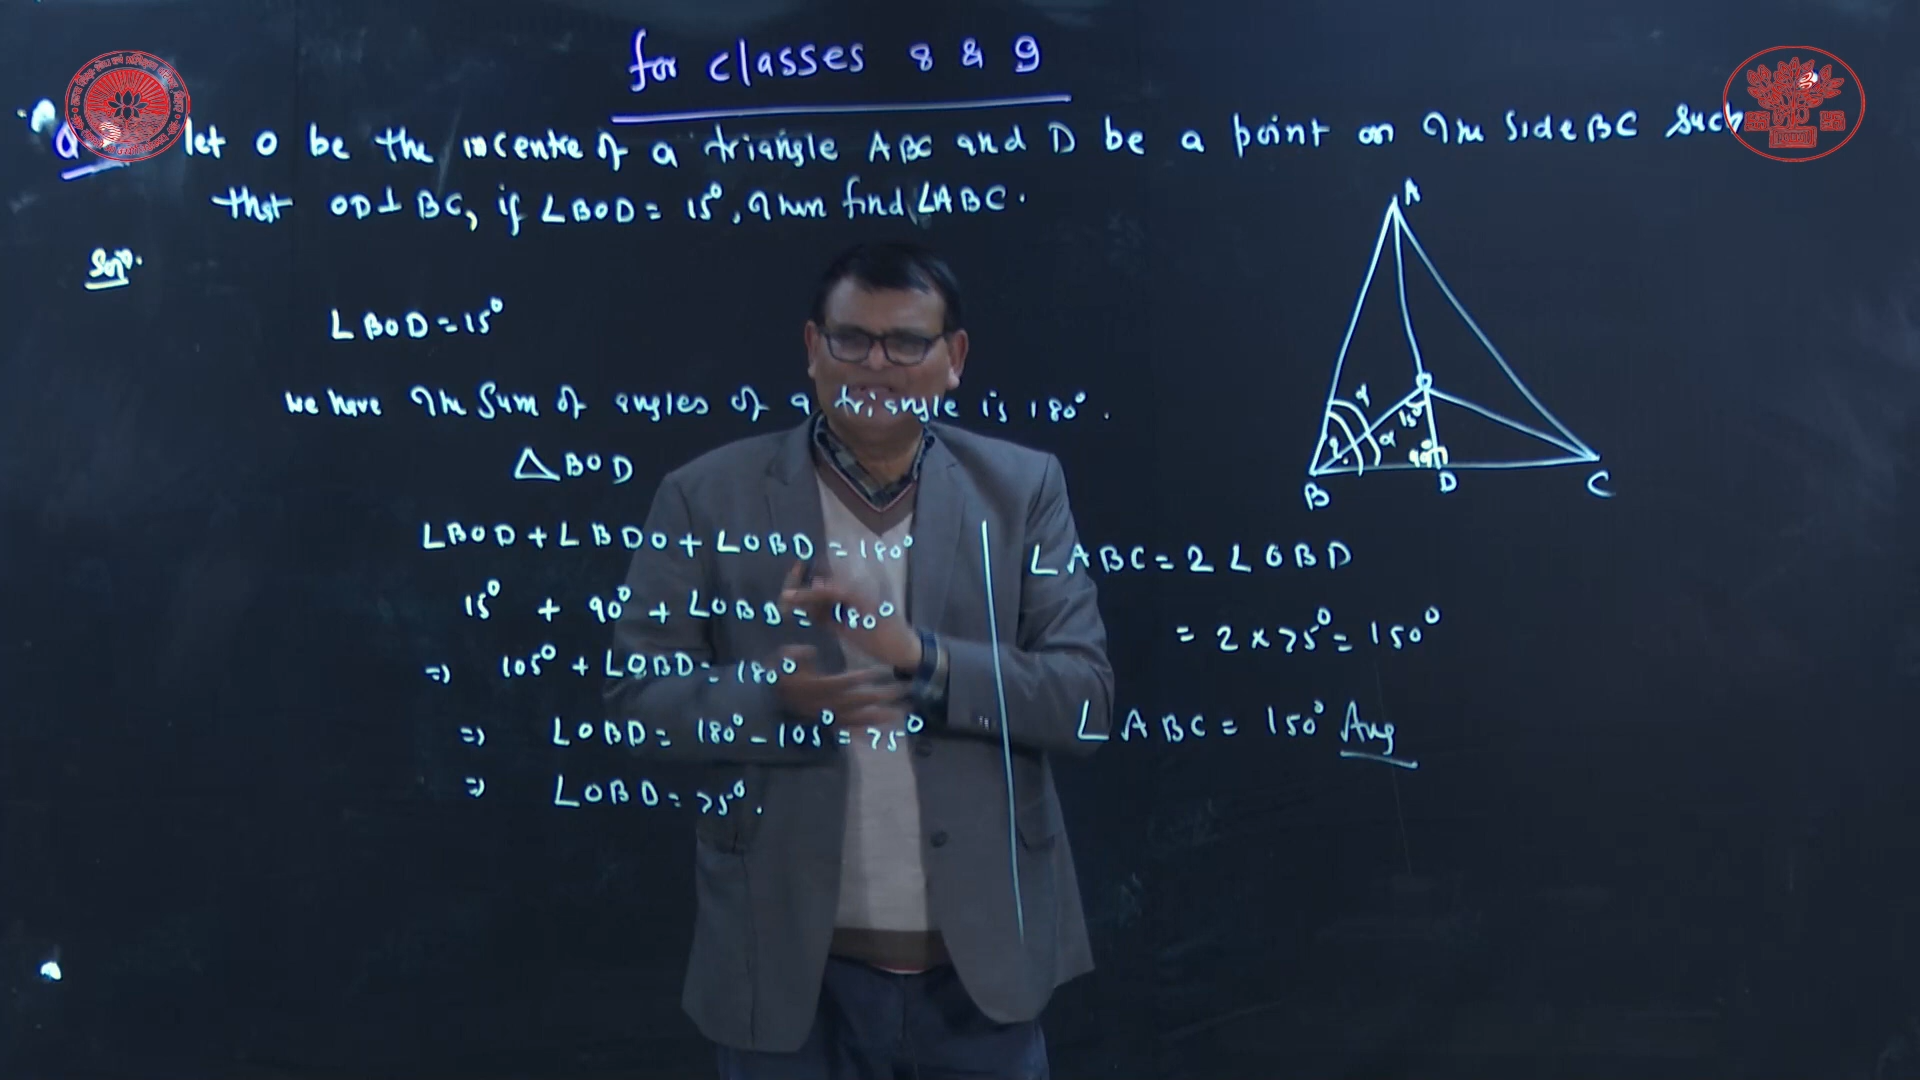 for classes 8 & 9
let O be the incentre of a triangle ABC and D be a point on the side BC such
that OD⊥BC, if ∠BOD = 15°, then find ∠ABC.
Solⁿ.
∠BOD = 15°
we have the sum of angles of a triangle is 180°.
△BOD
∠BOD + ∠BDO + ∠OBD = 180°
15° + 90° + ∠OBD = 180°
⇒ 105° + ∠OBD = 180°
⇒ ∠OBD = 180° - 105° = 75°
⇒ ∠OBD = 75°.
A
O
α
α
15°
90°
B
D
C
∠ABC = 2∠OBD
= 2 × 75° = 150°
∠ABC = 150° Ans